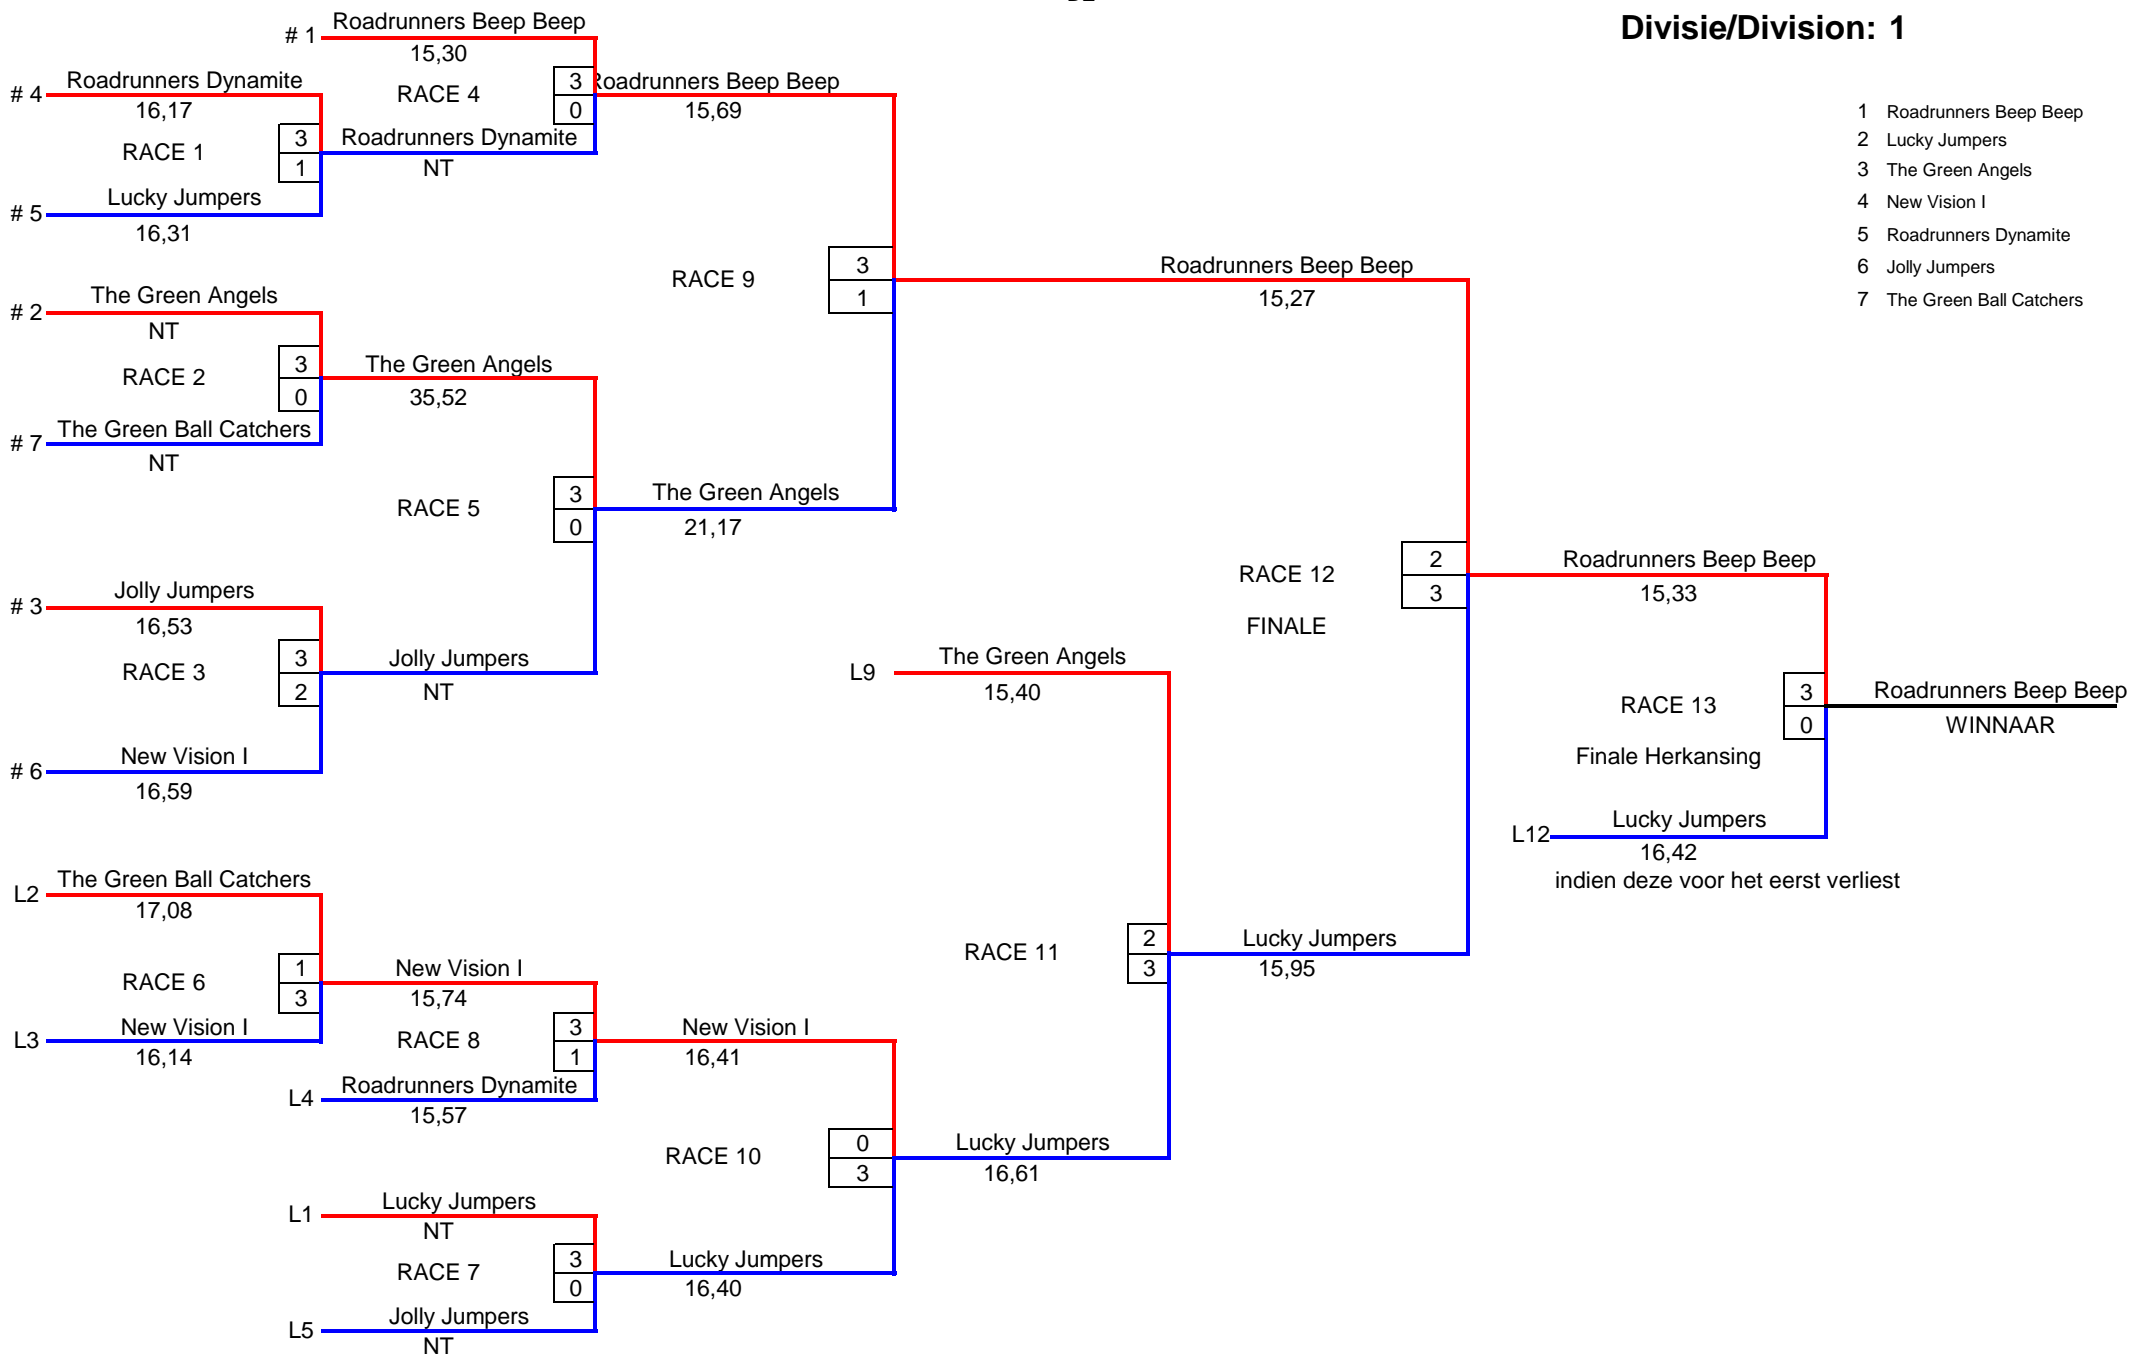 Divisie/Division: 1
# 1
Roadrunners Beep Beep
15,30
# 4
Roadrunners Dynamite
16,17
RACE 4
3
0
Roadrunners Beep Beep
15,69
RACE 1
3
1
Roadrunners Dynamite
NT
# 5
Lucky Jumpers
16,31
1 Roadrunners Beep Beep
2 Lucky Jumpers
3 The Green Angels
4 New Vision I
5 Roadrunners Dynamite
6 Jolly Jumpers
7 The Green Ball Catchers
RACE 9
3
1
Roadrunners Beep Beep
15,27
# 2
The Green Angels
NT
RACE 2
3
0
The Green Angels
35,52
# 7
The Green Ball Catchers
NT
RACE 5
3
0
The Green Angels
21,17
# 3
Jolly Jumpers
16,53
RACE 3
3
2
Jolly Jumpers
NT
# 6
New Vision I
16,59
RACE 12
2
3
FINALE
Roadrunners Beep Beep
15,33
L9
The Green Angels
15,40
RACE 13
3
0
Finale Herkansing
Roadrunners Beep Beep
WINNAAR
L12
Lucky Jumpers
16,42
indien deze voor het eerst verliest
L2
The Green Ball Catchers
17,08
RACE 6
1
3
New Vision I
15,74
L3
New Vision I
16,14
RACE 8
3
1
New Vision I
16,41
L4
Roadrunners Dynamite
15,57
RACE 11
2
3
Lucky Jumpers
15,95
RACE 10
0
3
Lucky Jumpers
16,61
L1
Lucky Jumpers
NT
RACE 7
3
0
Lucky Jumpers
16,40
L5
Jolly Jumpers
NT